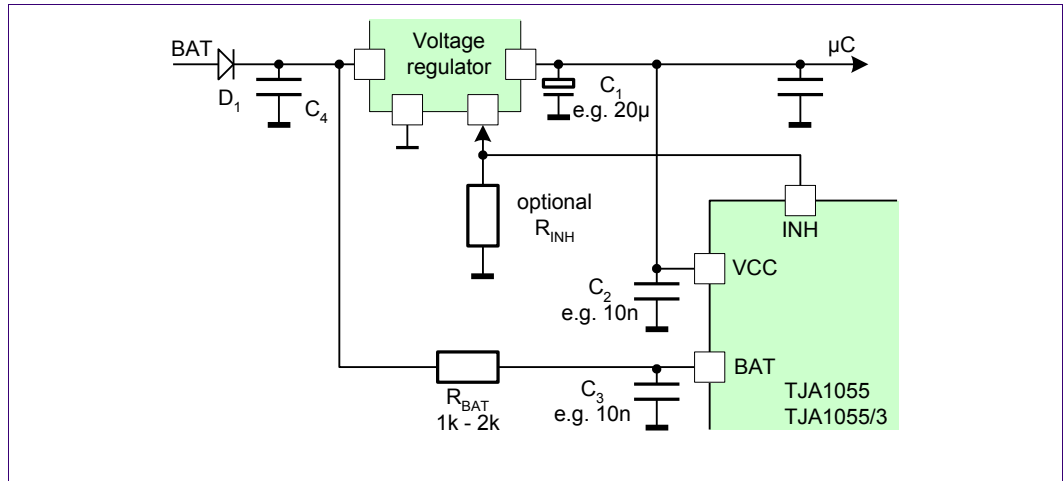 BAT
D1
C4
Voltage
regulator
C1
e.g. 20µ
µC
optional
RINH
INH
VCC
C2
e.g. 10n
BAT
RBAT
1k - 2k
C3
e.g. 10n
TJA1055
TJA1055/3